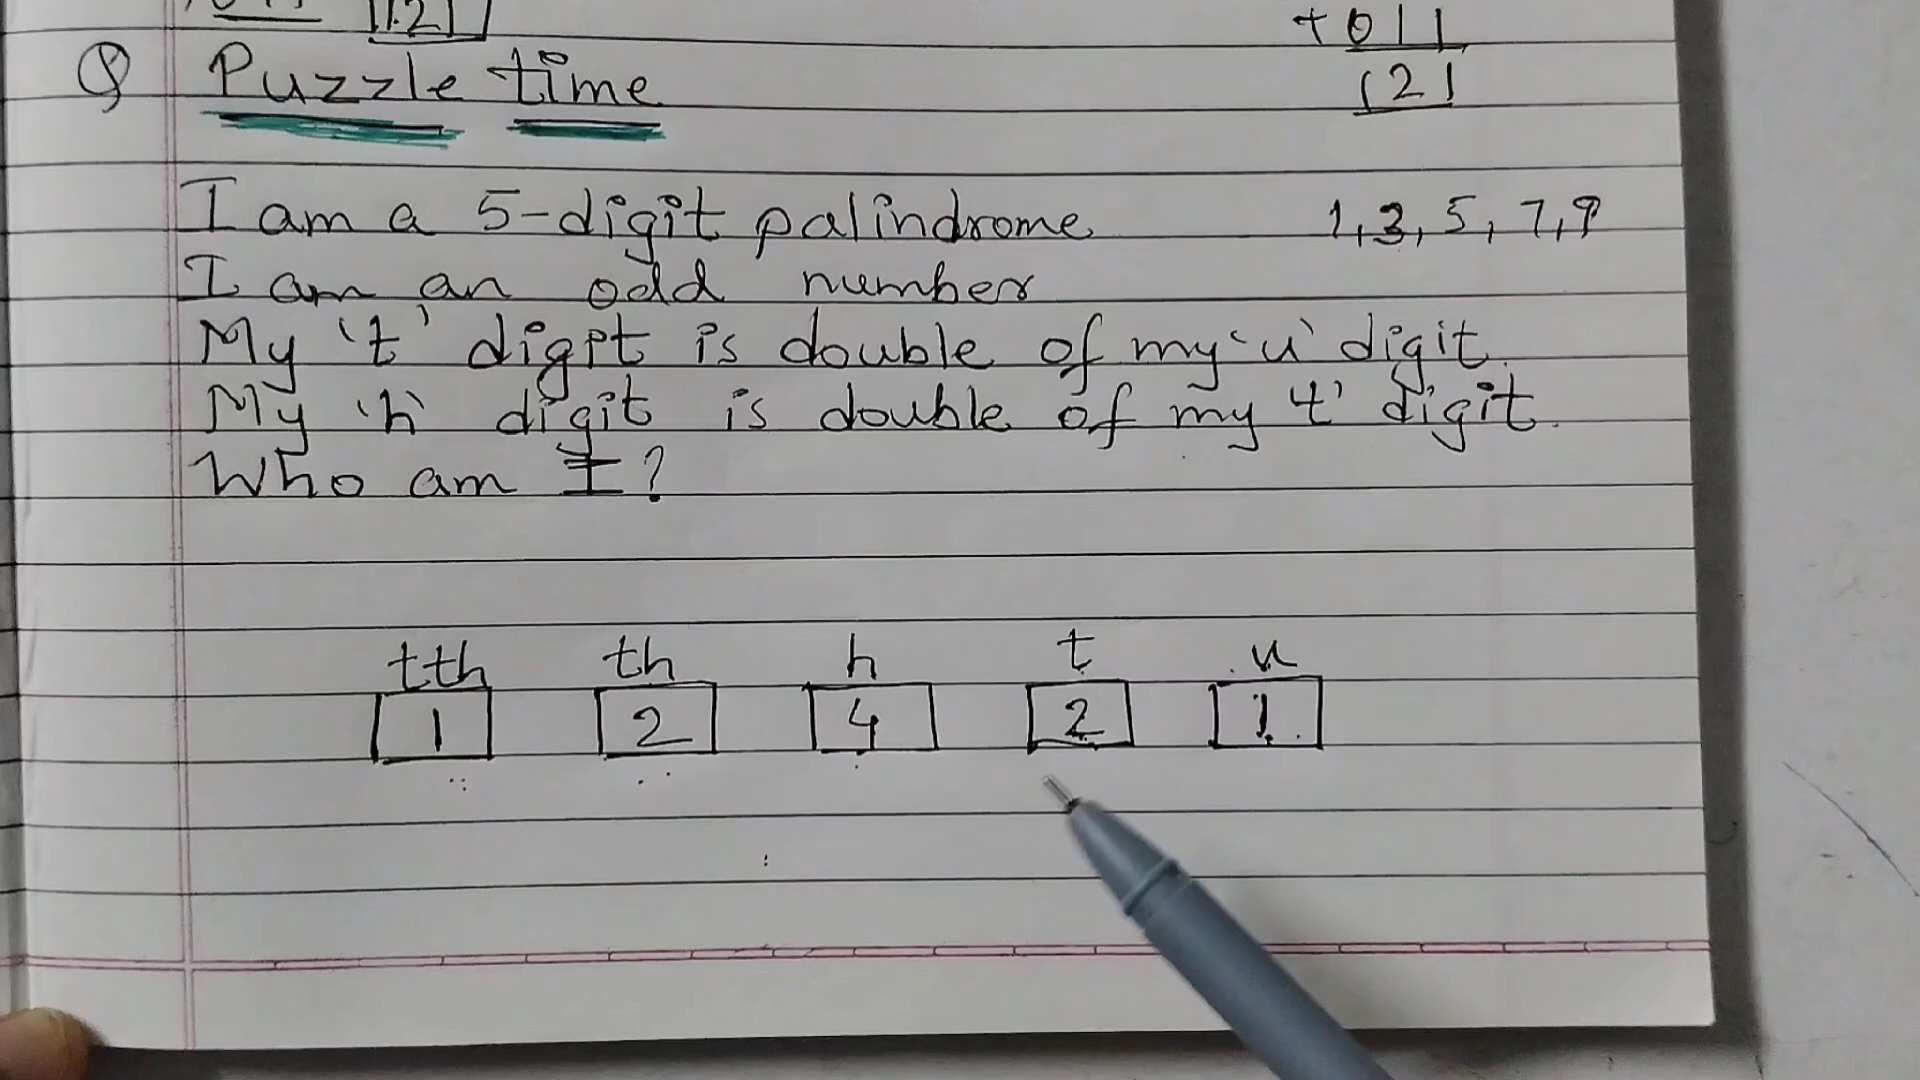 12
+ 011
Q Puzzle time
121
I am a 5-digit palindrome
1, 3, 5, 7, 9
I am an odd number
My 't' digit is double of my 'u' digit.
My 'h' digit is double of my 't' digit.
Who am I?
tth th h t u
1 2 4 2 1